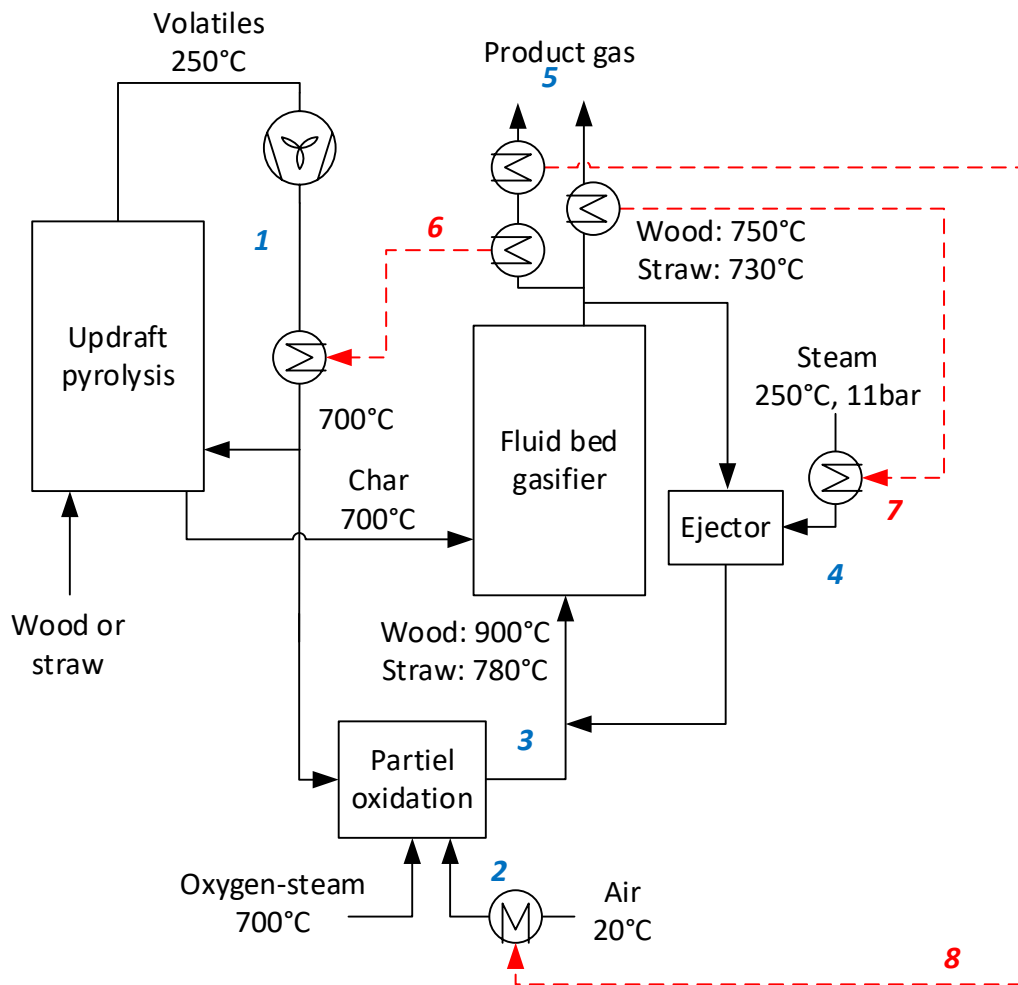 Volatiles
250°C
Product gas
5
1
6
Wood: 750°C
Straw: 730°C
Updraft
pyrolysis
Steam
250°C, 11bar
700°C
Fluid bed
gasifier
Char
700°C
Ejector
7
4
Wood or
straw
Wood: 900°C
Straw: 780°C
3
Partiel
oxidation
2
Oxygen-steam
700°C
Air
20°C
8